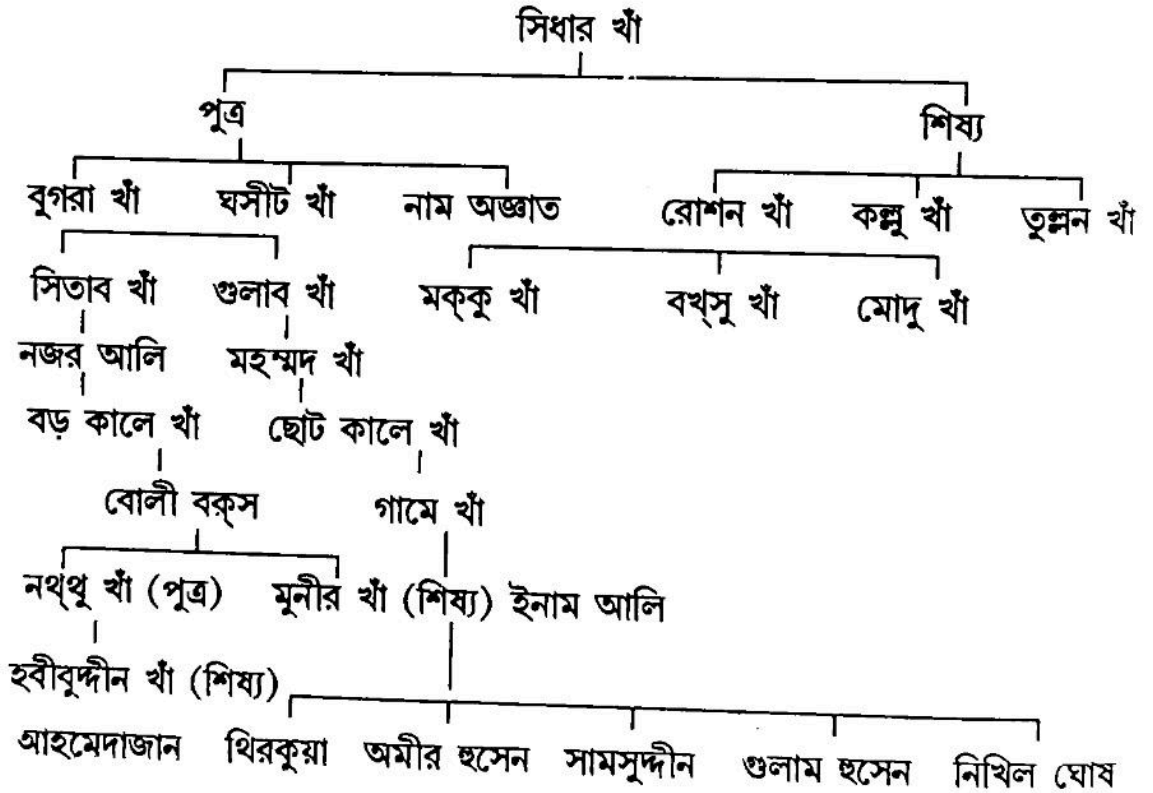 সিধার খাঁ
পুত্র শিষ্য
বুগরা খাঁ ঘসীট খাঁ নাম অজ্ঞাত রোশন খাঁ কল্লু খাঁ তুল্লন খাঁ
সিতাব খাঁ গুলাব খাঁ মক্‌কু খাঁ বখ্‌সু খাঁ মোদু খাঁ
নজর আলি মহম্মদ খাঁ
বড় কালে খাঁ ছোট কালে খাঁ
বোলী বক্‌স গামে খাঁ
নথ্‌থু খাঁ (পুত্র) মুনীর খাঁ (শিষ্য) ইনাম আলি
হবীবুদ্দীন খাঁ (শিষ্য)
আহমেদাজান থিরকুয়া অমীর হুসেন সামসুদ্দীন গুলাম হুসেন নিখিল ঘোষ